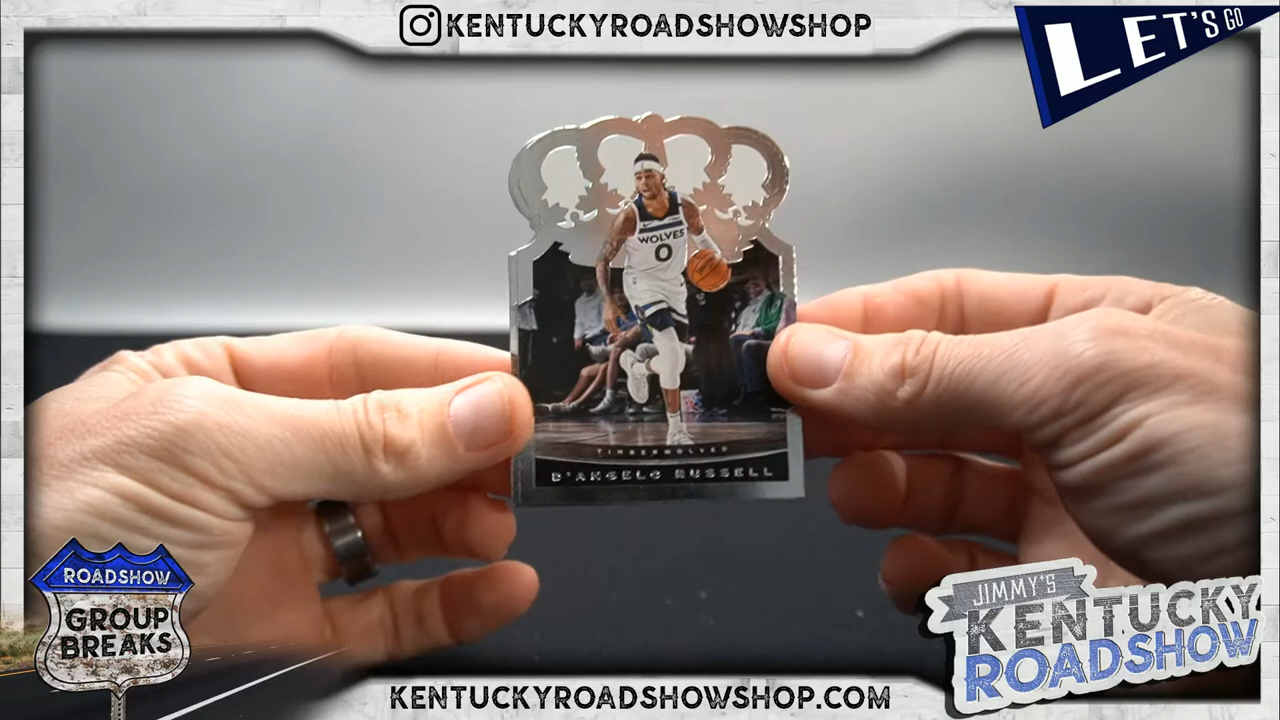 KENTUCKYROADSHOWSHOP
LET'S GO
WOLVES
0
TIMBERWOLVES
D'ANGELO RUSSELL
ROADSHOW
GROUP
BREAKS
JIMMY'S
KENTUCKY
ROADSHOW
KENTUCKYROADSHOWSHOP.COM